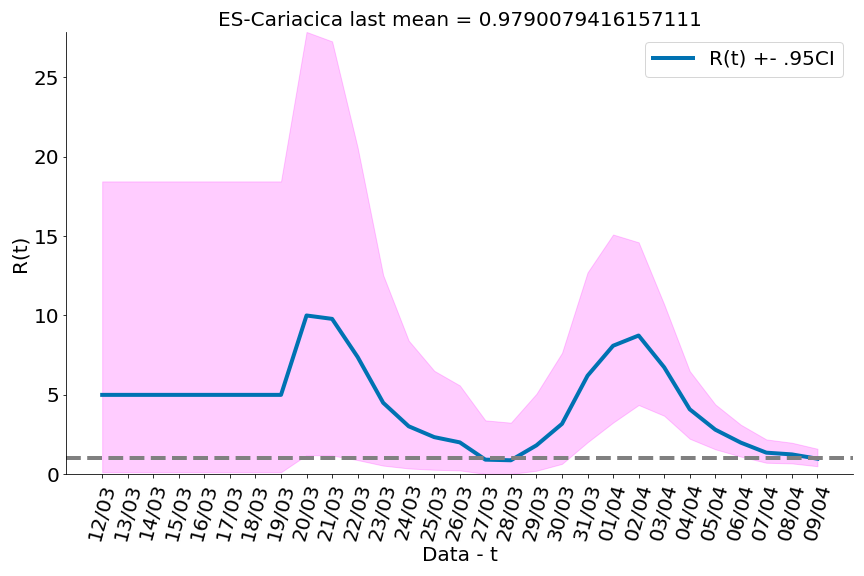 ES-Cariacica last mean = 0.9790079416157111
R(t) +- .95CI
R(t)
25
20
15
10
5
0
12/03 13/03 14/03 15/03 16/03 17/03 18/03 19/03 20/03 21/03 22/03 23/03 24/03 25/03 26/03 27/03 28/03 29/03 30/03 31/03 01/04 02/04 03/04 04/04 05/04 06/04 07/04 08/04 09/04
Data - t